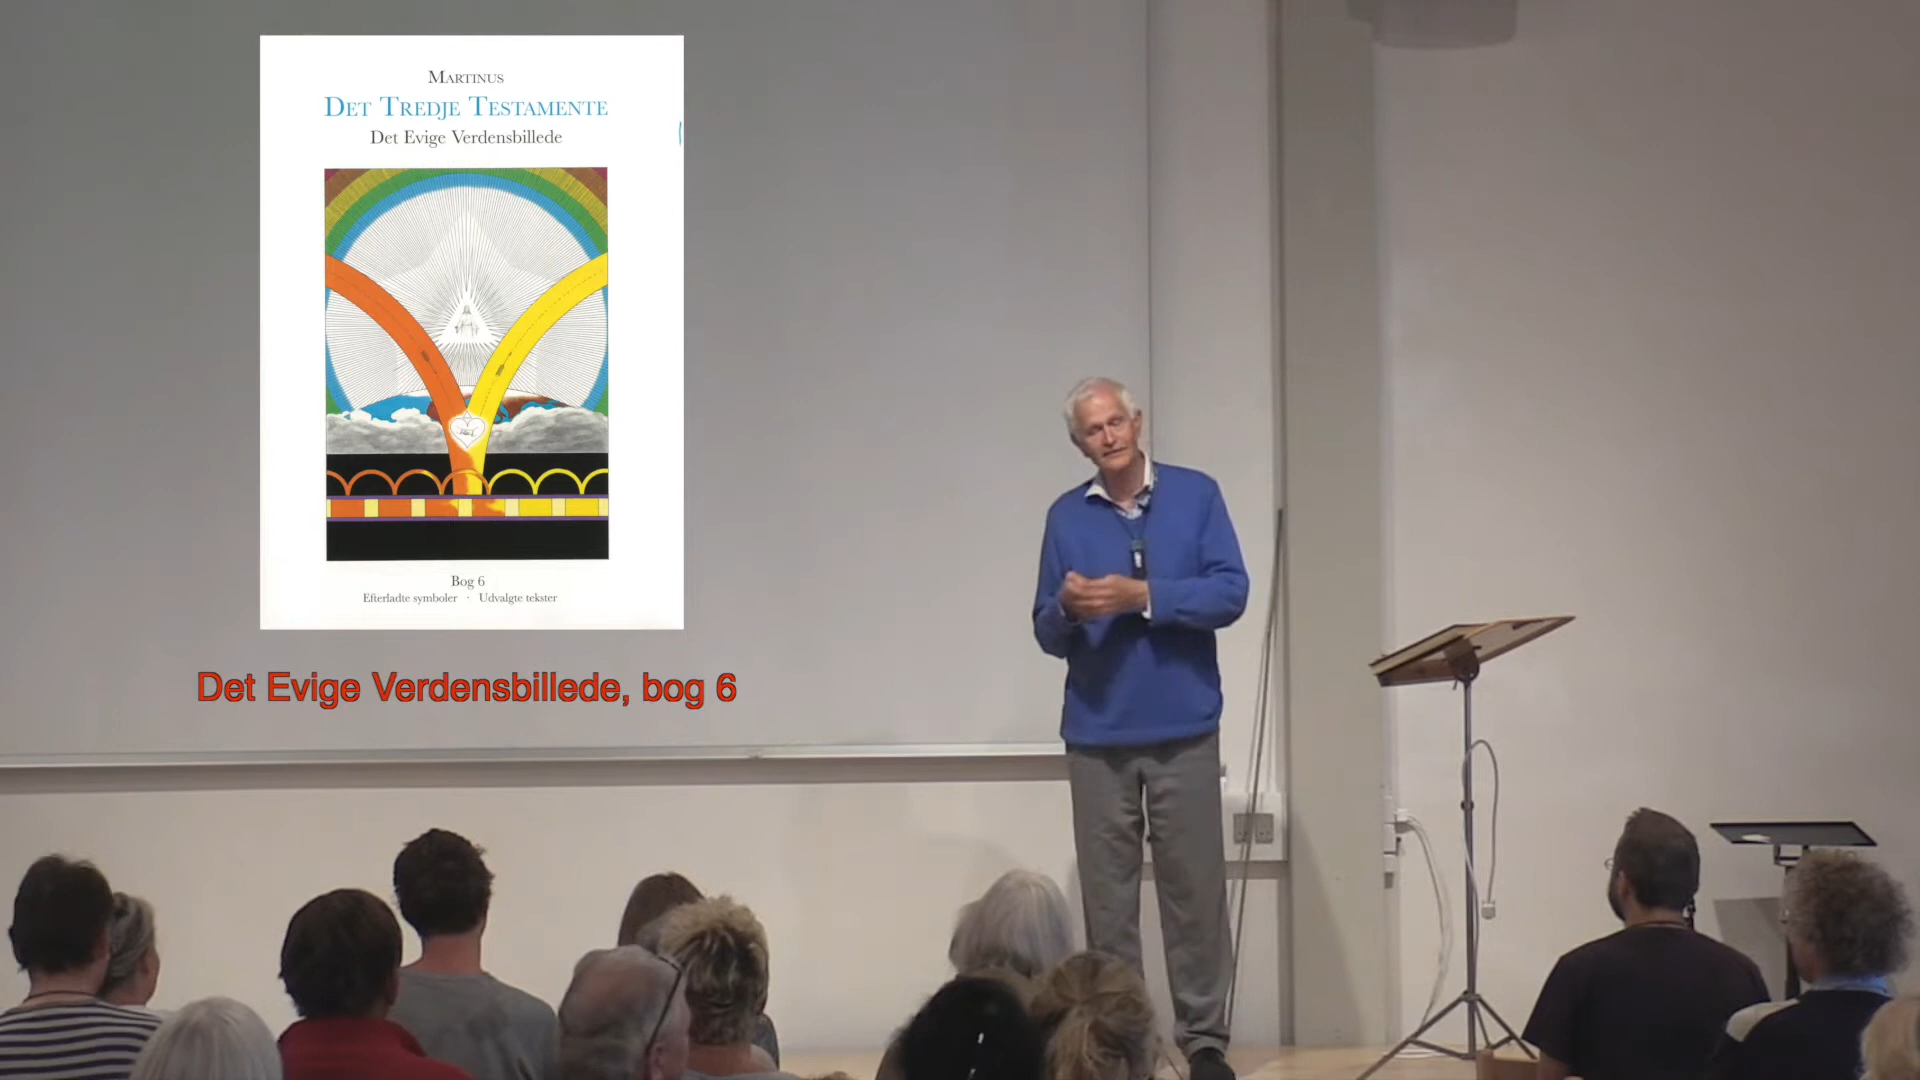 Martinus
Det Tredje Testamente
Det Evige Verdensbillede
Bog 6
Efterladte symboler · Udvalgte tekster
Det Evige Verdensbillede, bog 6